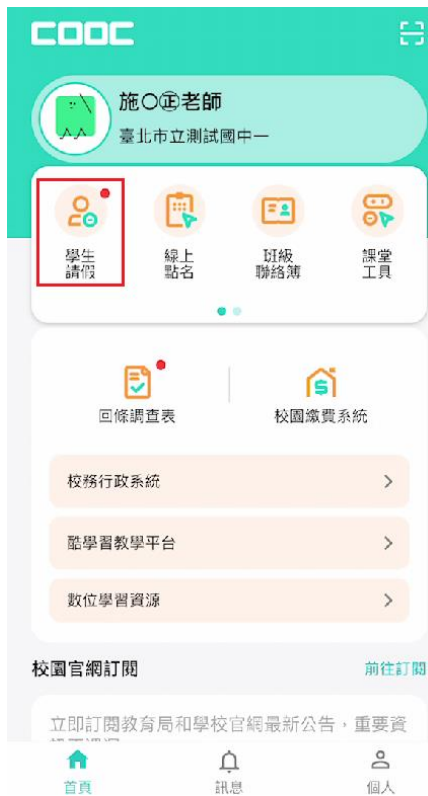 COOC
施〇㊣老師
臺北市立測試國中一
學生
請假
線上
點名
班級
聯絡簿
課堂
工具
回條調查表
校園繳費系統
校務行政系統
酷學習教學平台
數位學習資源
校園官網訂閱
前往訂閱
立即訂閱教育局和學校官網最新公告，重要資
首頁
訊息
個人